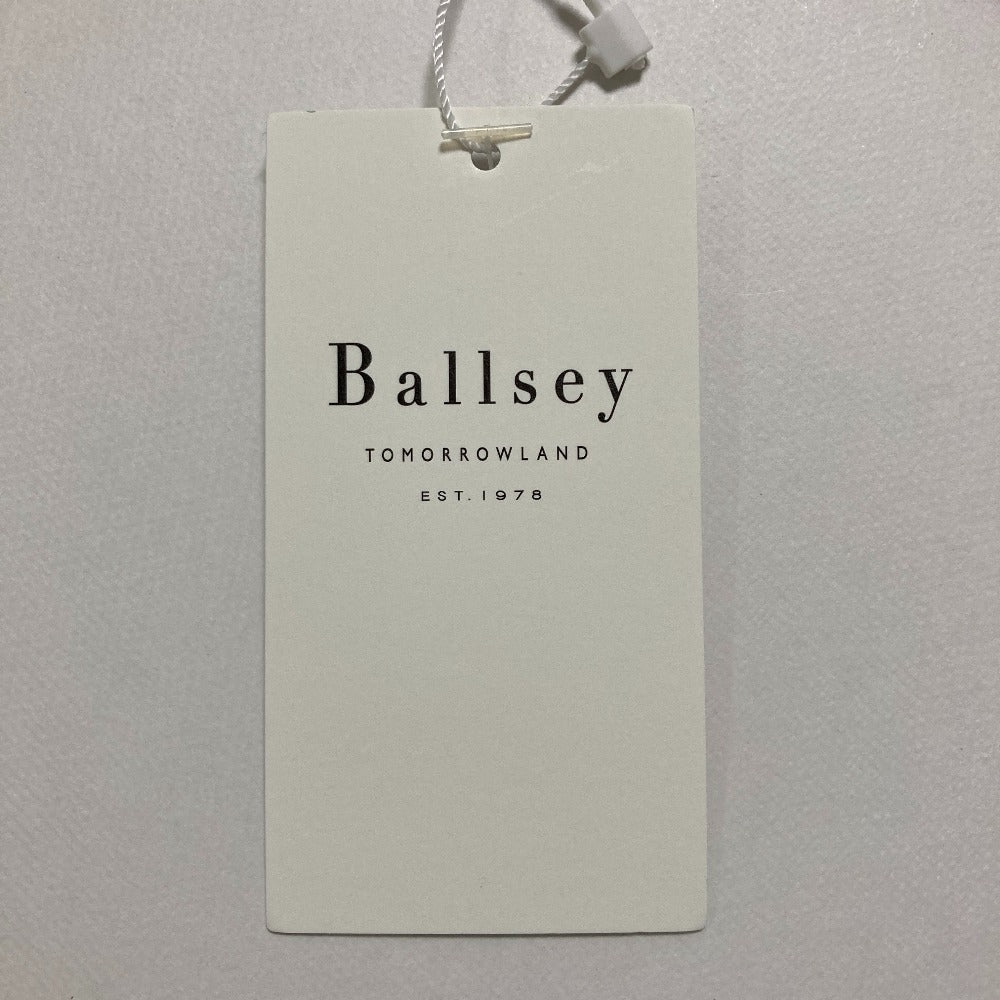 Ballsey
TOMORROWLAND
EST. 1978